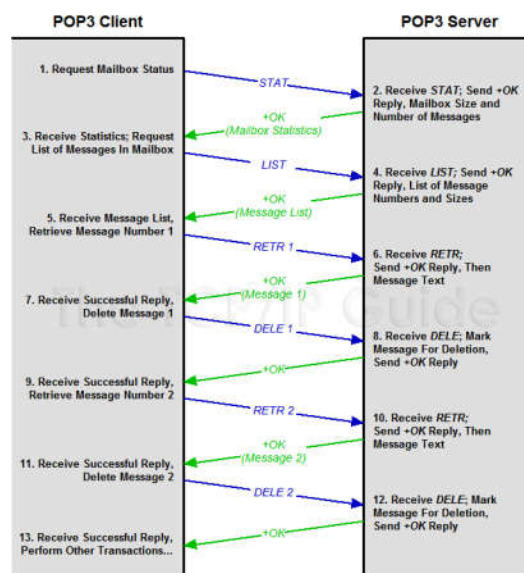 POP3 Client
POP3 Server
1. Request Mailbox Status
STAT
2. Receive STAT; Send +OK
Reply, Mailbox Size and
Number of Messages
+OK
(Mailbox Statistics)
3. Receive Statistics; Request
List of Messages In Mailbox
LIST
4. Receive LIST; Send +OK
Reply, List of Message
Numbers and Sizes
+OK
(Message List)
5. Receive Message List,
Retrieve Message Number 1
RETR 1
6. Receive RETR;
Send +OK Reply, Then
Message Text
+OK
(Message 1)
The TCP/IP Guide
7. Receive Successful Reply,
Delete Message 1
DELE 1
8. Receive DELE; Mark
Message For Deletion,
Send +OK Reply
+OK
9. Receive Successful Reply,
Retrieve Message Number 2
RETR 2
10. Receive RETR;
Send +OK Reply, Then
Message Text
+OK
(Message 2)
11. Receive Successful Reply,
Delete Message 2
DELE 2
12. Receive DELE; Mark
Message For Deletion,
Send +OK Reply
+OK
13. Receive Successful Reply,
Perform Other Transactions...